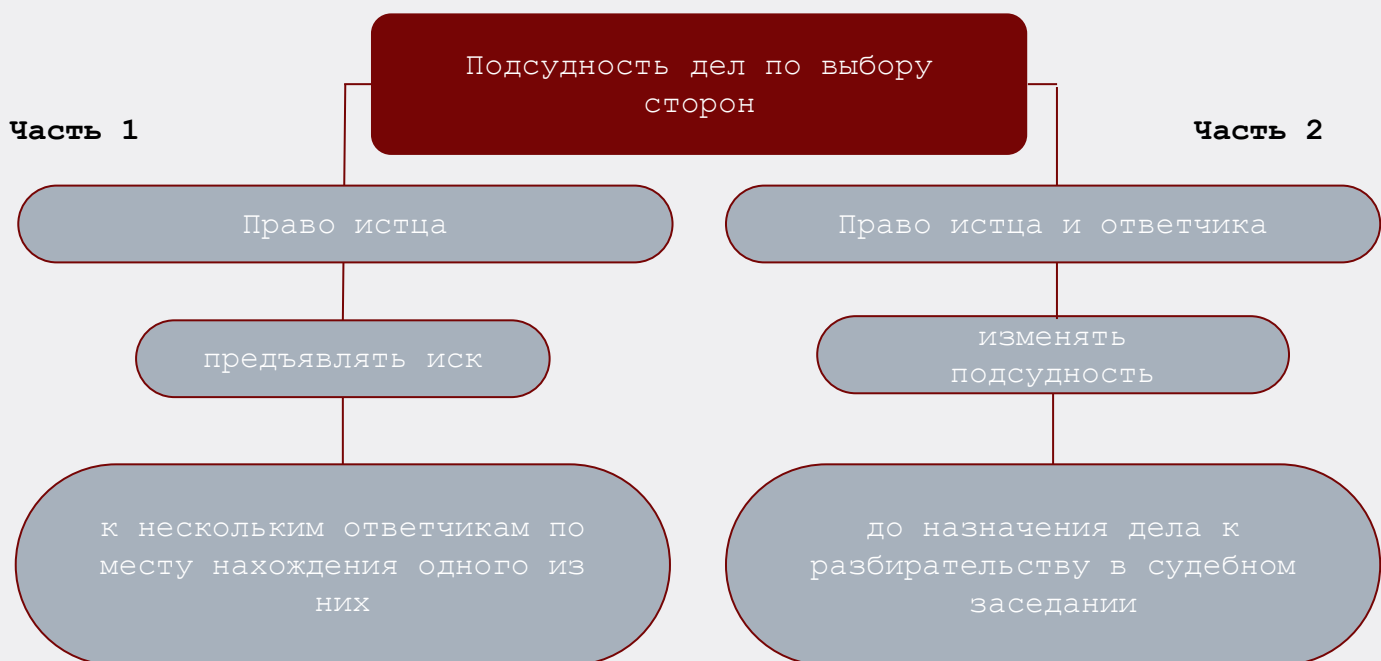 Подсудность дел по выбору
сторон
Часть 1
Часть 2
Право истца
Право истца и ответчика
предъявлять иск
изменять
подсудность
к нескольким ответчикам по
месту нахождения одного из
них
до назначения дела к
разбирательству в судебном
заседании